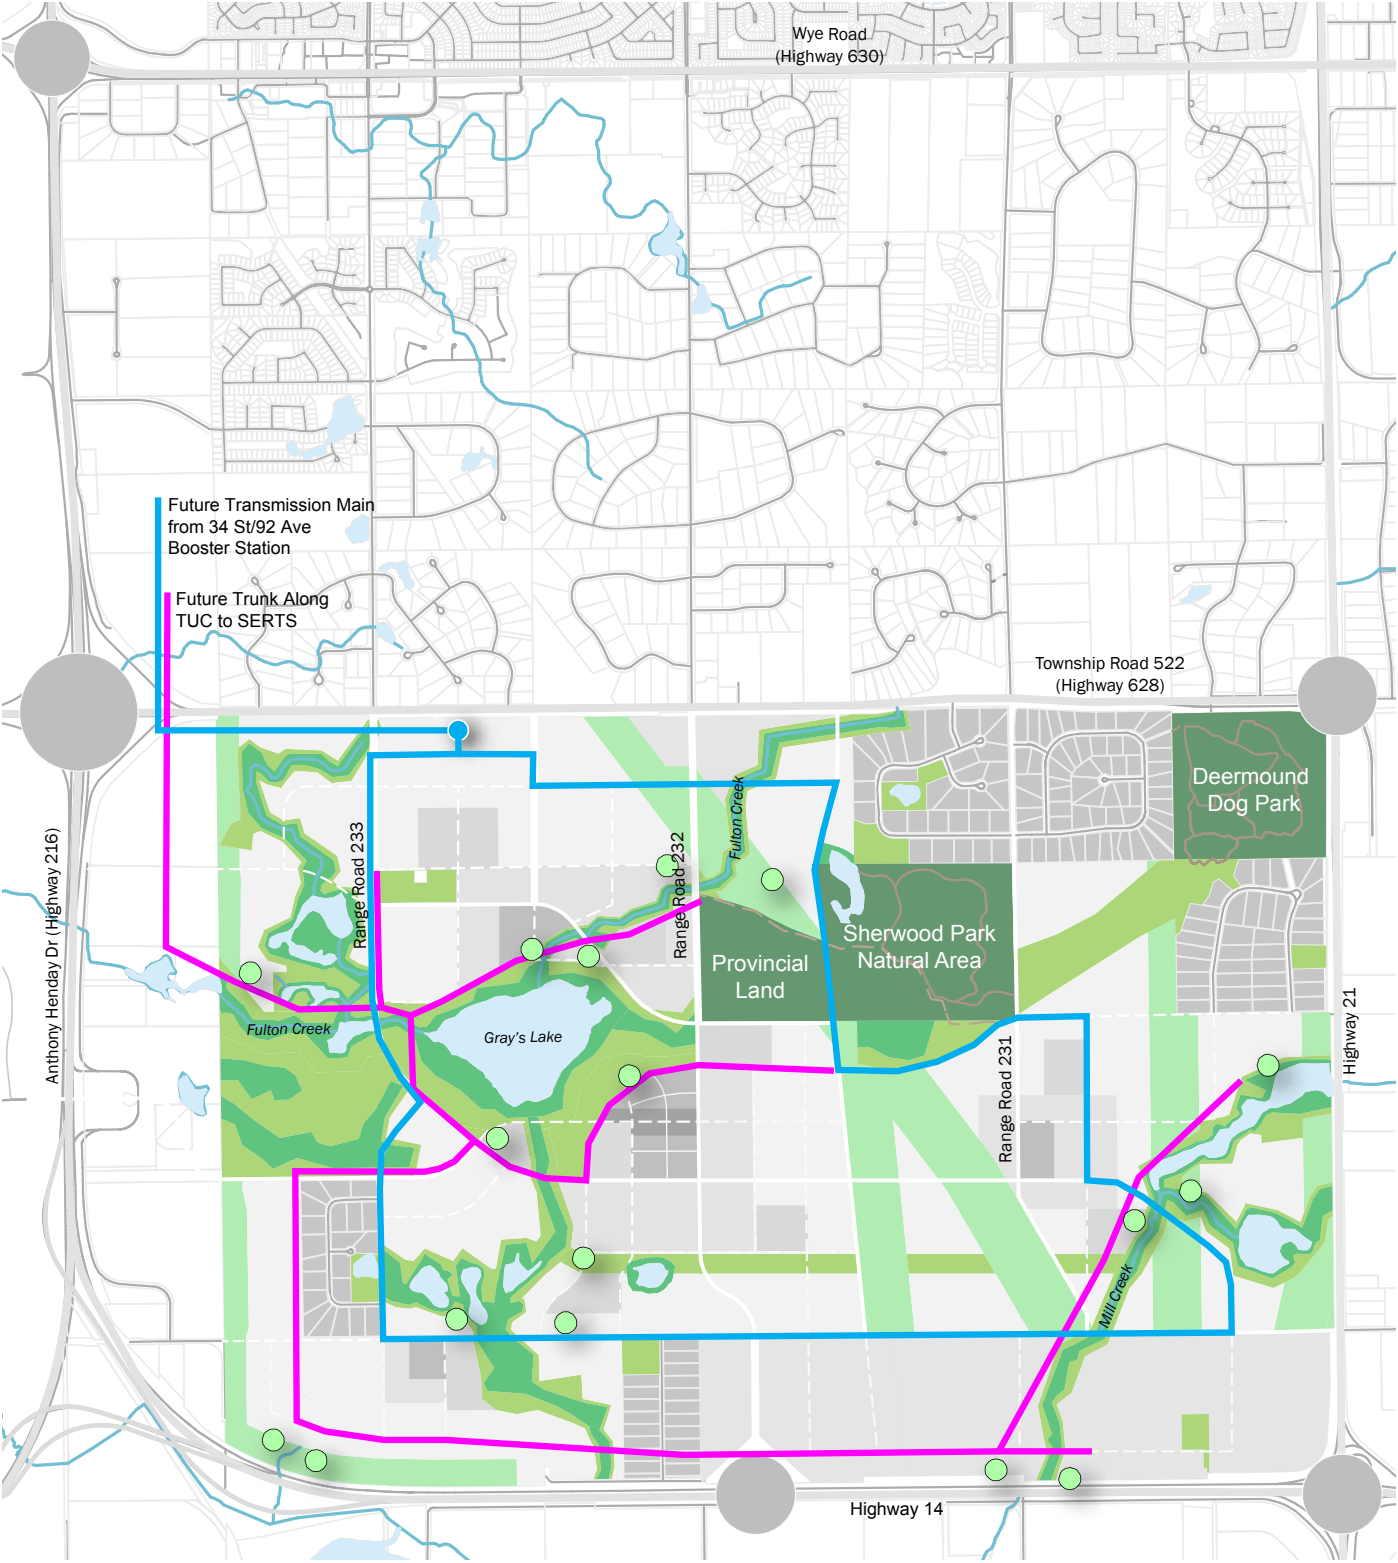 Wye Road
(Highway 630)
Future Transmission Main
from 34 St/92 Ave
Booster Station
Future Trunk Along
TUC to SERTS
Township Road 522
(Highway 628)
Deermound
Dog Park
Fulton Creek
Range Road 233
Range Road 232
Anthony Henday Dr (Highway 216)
Sherwood Park
Natural Area
Provincial
Land
Fulton Creek
Gray's Lake
Highway 21
Range Road 231
Mill Creek
Highway 14